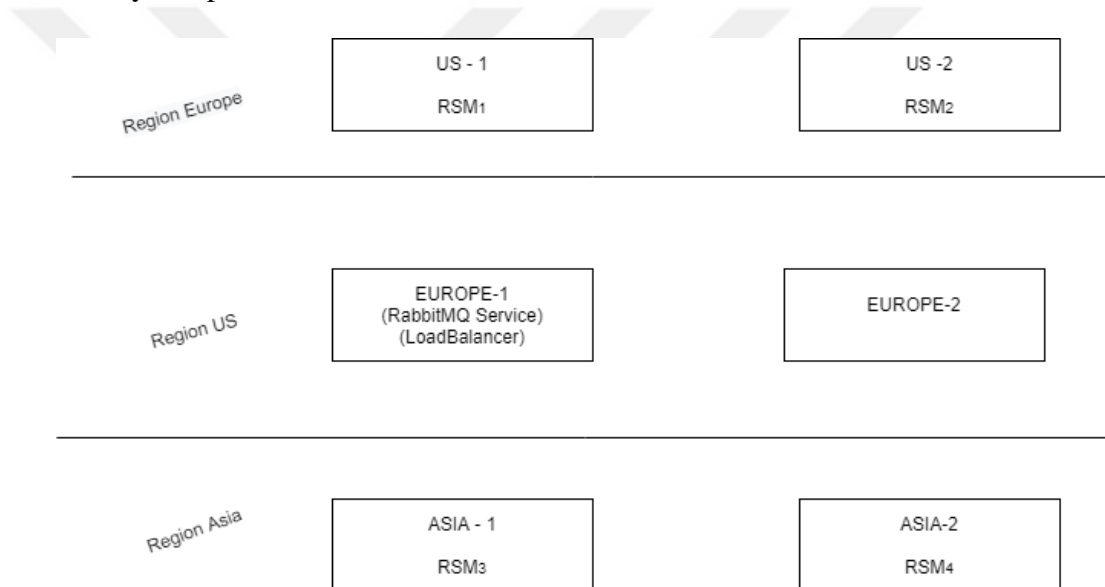 Region Europe
US - 1
RSM1
US -2
RSM2
Region US
EUROPE-1
(RabbitMQ Service)
(LoadBalancer)
EUROPE-2
Region Asia
ASIA - 1
RSM3
ASIA-2
RSM4